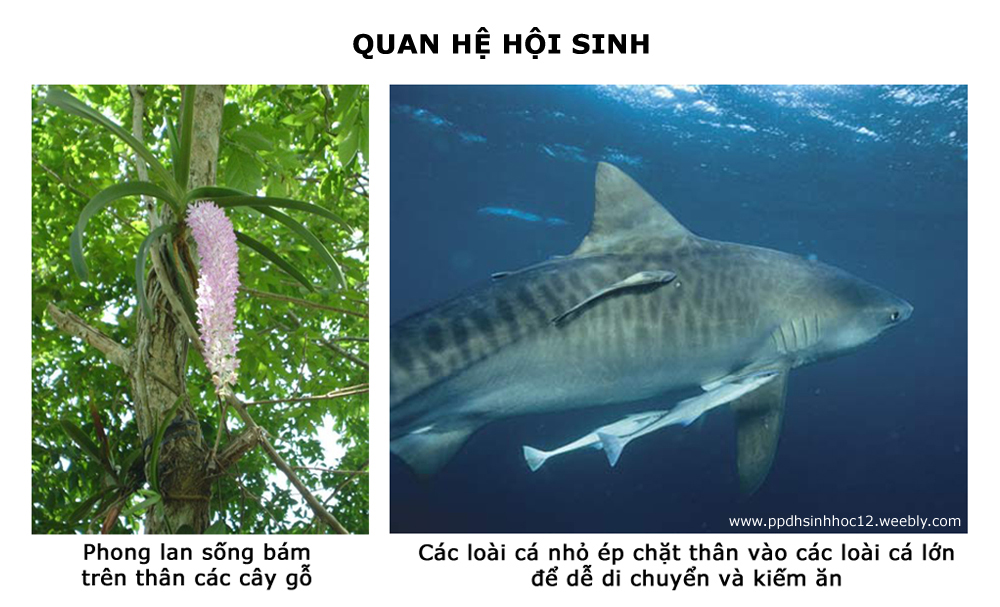 QUAN HỆ HỘI SINH
www.ppdhsinhhoc12.weebly.com
Phong lan sống bám
trên thân các cây gỗ
Các loài cá nhỏ ép chặt thân vào các loài cá lớn
để dễ di chuyển và kiếm ăn